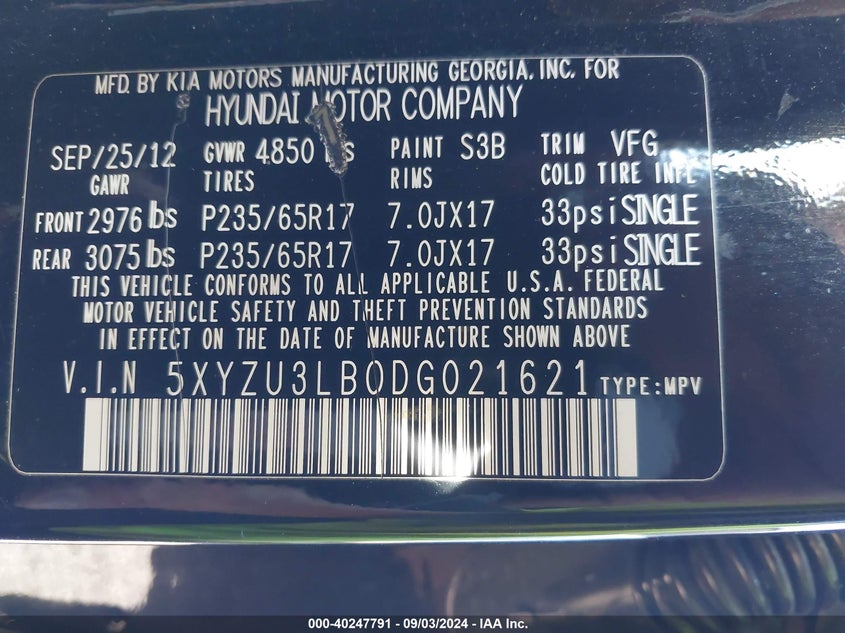 MFD. BY KIA MOTORS MANUFACTURING GEORGIA, INC. FOR
HYUNDAI MOTOR COMPANY
SEP/25/12 GVWR 4850 lbs PAINT S3B TRIM VFG
GAWR TIRES RIMS COLD TIRE INFL
FRONT 2976 lbs P235/65R17 7.0JX17 33psi SINGLE
REAR 3075 lbs P235/65R17 7.0JX17 33psi SINGLE
THIS VEHICLE CONFORMS TO ALL APPLICABLE U.S.A. FEDERAL
MOTOR VEHICLE SAFETY AND THEFT PREVENTION STANDARDS
IN EFFECT ON THE DATE OF MANUFACTURE SHOWN ABOVE
V.I.N 5XYZU3LB0DG021621 TYPE:MPV
000-40247791 - 09/03/2024 - IAA Inc.